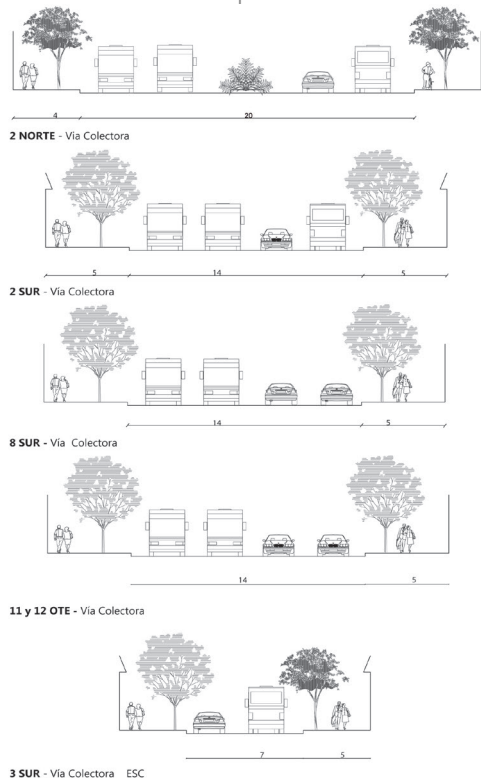 4 20
2 NORTE - Via Colectora
5 14 5
2 SUR - Vía Colectora
14 5
8 SUR - Vía Colectora
14 5
11 y 12 OTE - Vía Colectora
7 5
3 SUR - Vía Colectora ESC